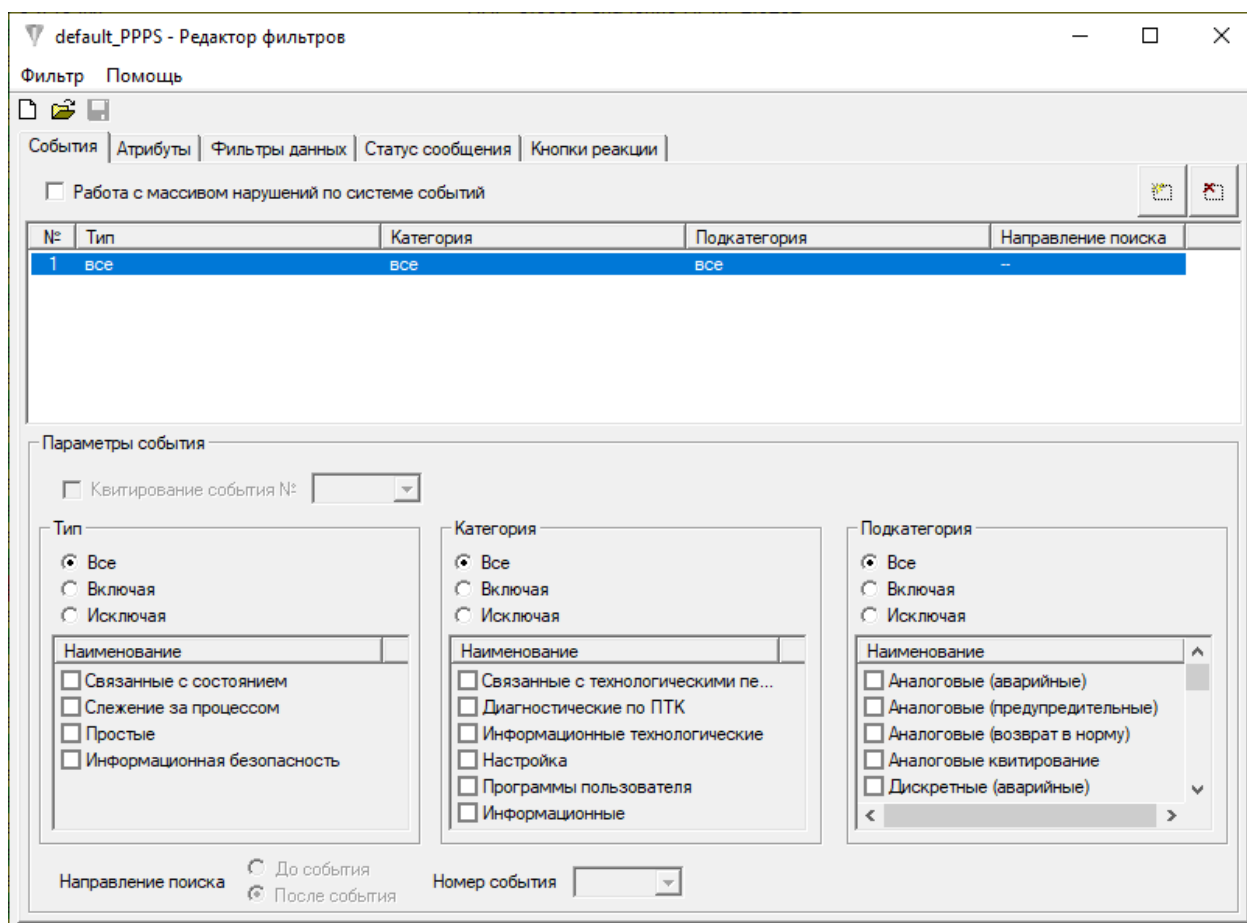 default_PPPS - Редактор фильтров
Фильтр Помощь
События Атрибуты Фильтры данных Статус сообщения Кнопки реакции
Работа с массивом нарушений по системе событий
№ Тип Категория Подкатегория Направление поиска
1 все все все --
Параметры события
Квитирование события №
Тип Категория Подкатегория
Все Все Все
Включая Включая Включая
Исключая Исключая Исключая
Наименование Наименование Наименование
Связанные с состоянием Связанные с технологическими пе... Аналоговые (аварийные)
Слежение за процессом Диагностические по ПТК Аналоговые (предупредительные)
Простые Информационные технологические Аналоговые (возврат в норму)
Информационная безопасность Настройка Аналоговые квитирование
Программы пользователя Дискретные (аварийные)
Информационные
До события
Направление поиска Номер события
После события